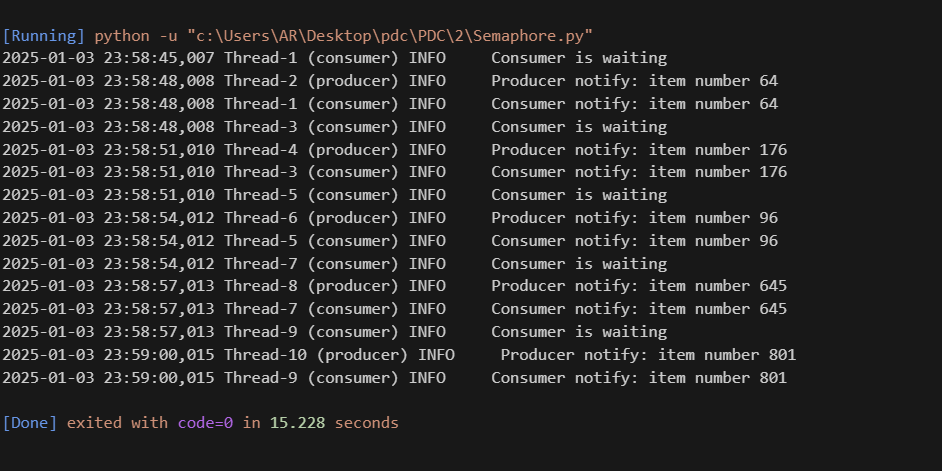 [Running] python -u "c:\Users\AR\Desktop\pdc\PDC\2\Semaphore.py"
2025-01-03 23:58:45,007 Thread-1 (consumer) INFO     Consumer is waiting
2025-01-03 23:58:48,008 Thread-2 (producer) INFO     Producer notify: item number 64
2025-01-03 23:58:48,008 Thread-1 (consumer) INFO     Consumer notify: item number 64
2025-01-03 23:58:48,008 Thread-3 (consumer) INFO     Consumer is waiting
2025-01-03 23:58:51,010 Thread-4 (producer) INFO     Producer notify: item number 176
2025-01-03 23:58:51,010 Thread-3 (consumer) INFO     Consumer notify: item number 176
2025-01-03 23:58:51,010 Thread-5 (consumer) INFO     Consumer is waiting
2025-01-03 23:58:54,012 Thread-6 (producer) INFO     Producer notify: item number 96
2025-01-03 23:58:54,012 Thread-5 (consumer) INFO     Consumer notify: item number 96
2025-01-03 23:58:54,012 Thread-7 (consumer) INFO     Consumer is waiting
2025-01-03 23:58:57,013 Thread-8 (producer) INFO     Producer notify: item number 645
2025-01-03 23:58:57,013 Thread-7 (consumer) INFO     Consumer notify: item number 645
2025-01-03 23:58:57,013 Thread-9 (consumer) INFO     Consumer is waiting
2025-01-03 23:59:00,015 Thread-10 (producer) INFO     Producer notify: item number 801
2025-01-03 23:59:00,015 Thread-9 (consumer) INFO     Consumer notify: item number 801
[Done] exited with code=0 in 15.228 seconds